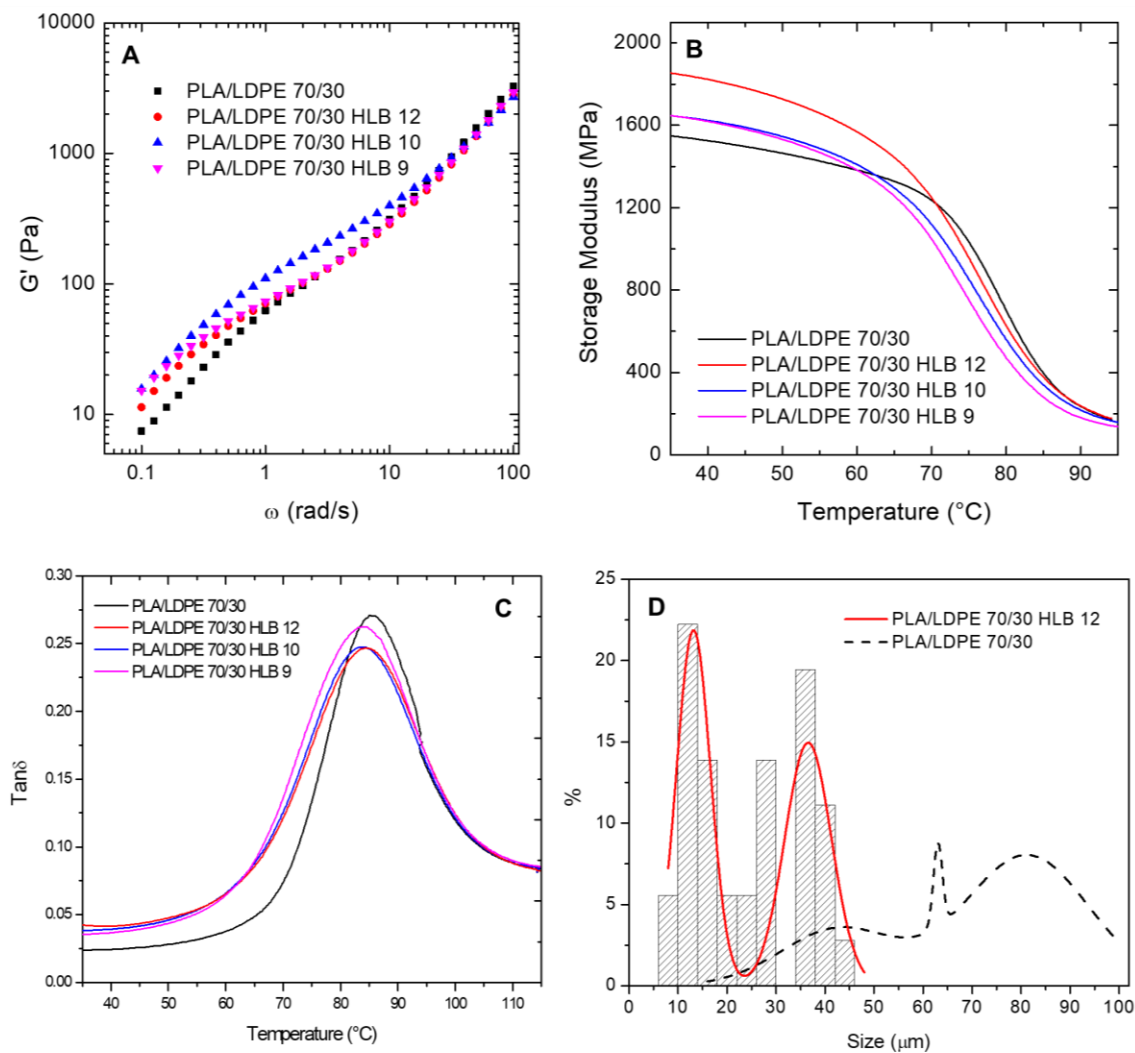 A
PLA/LDPE 70/30
PLA/LDPE 70/30 HLB 12
PLA/LDPE 70/30 HLB 10
PLA/LDPE 70/30 HLB 9
10000
1000
100
10
G' (Pa)
0.1 1 10 100
ω (rad/s)
B
2000
1600
1200
800
400
0
Storage Modulus (MPa)
PLA/LDPE 70/30
PLA/LDPE 70/30 HLB 12
PLA/LDPE 70/30 HLB 10
PLA/LDPE 70/30 HLB 9
40 50 60 70 80 90
Temperature (°C)
C
PLA/LDPE 70/30
PLA/LDPE 70/30 HLB 12
PLA/LDPE 70/30 HLB 10
PLA/LDPE 70/30 HLB 9
0.30
0.25
0.20
0.15
0.10
0.05
0.00
Tanδ
40 50 60 70 80 90 100 110
Temperature (°C)
D
PLA/LDPE 70/30 HLB 12
PLA/LDPE 70/30
25
20
15
10
5
0
%
0 10 20 30 40 50 60 70 80 90 100
Size (μm)